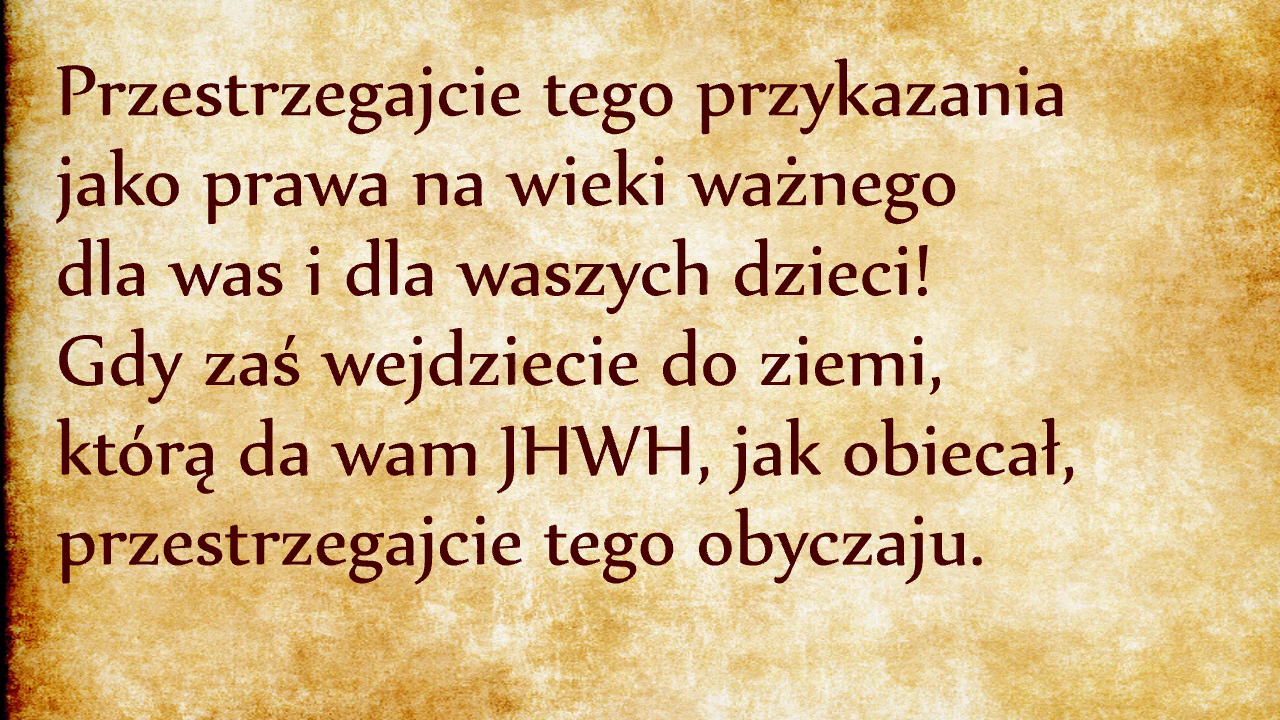 Przestrzegajcie tego przykazania
jako prawa na wieki ważnego
dla was i dla waszych dzieci!
Gdy zaś wejdziecie do ziemi,
którą da wam JHWH, jak obiecał,
przestrzegajcie tego obyczaju.